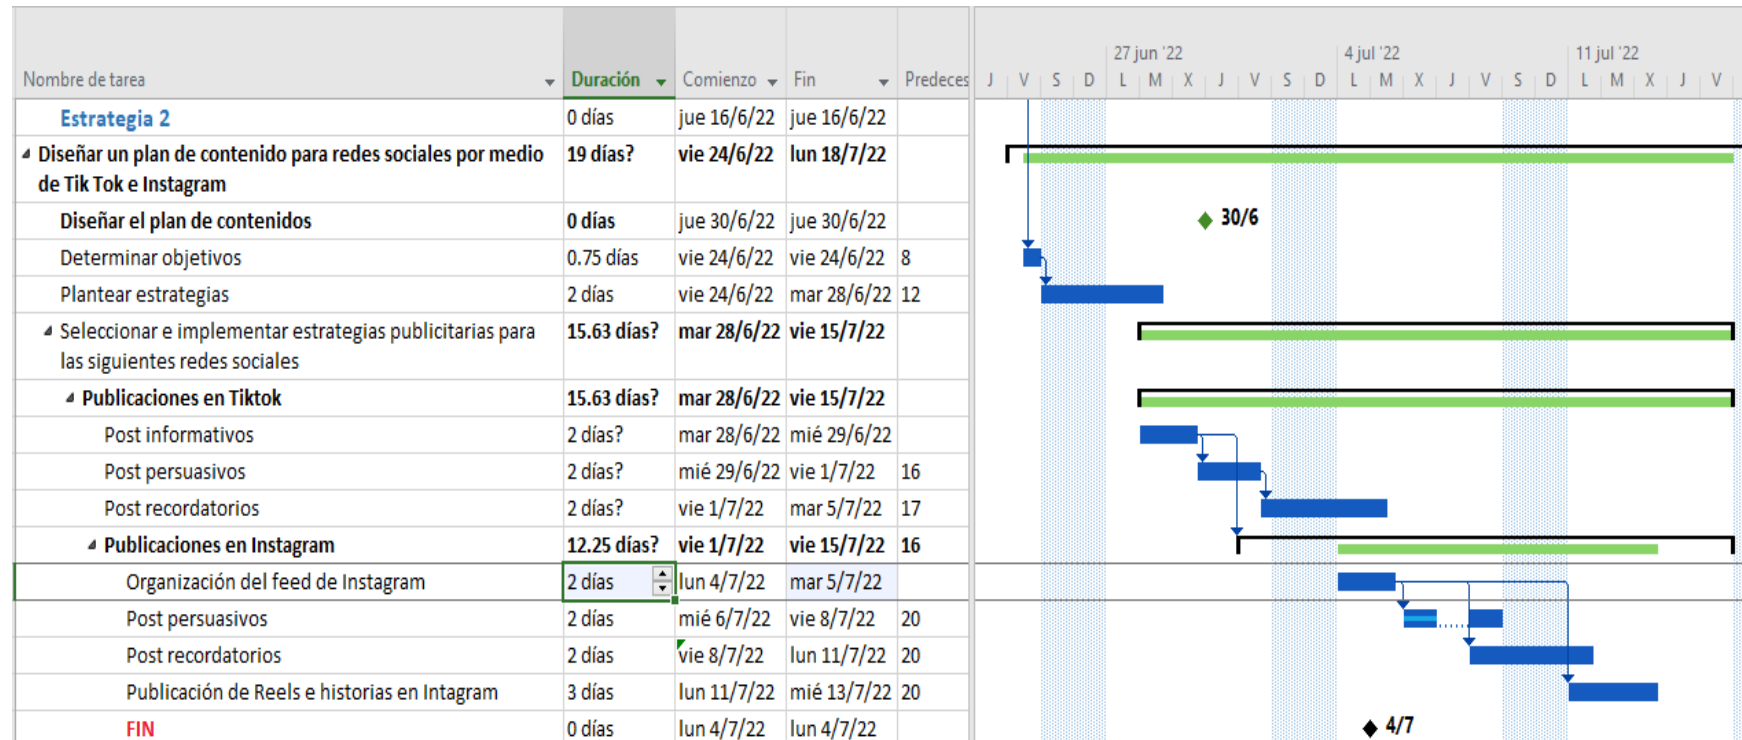 27 jun '22 4 jul '22 11 jul '22
Nombre de tarea Duración Comienzo Fin Predeces J V S D L M X J V S D L M X J V S D L M X J V
Estrategia 2 0 días jue 16/6/22 jue 16/6/22
Diseñar un plan de contenido para redes sociales por medio 19 días? vie 24/6/22 lun 18/7/22
de Tik Tok e Instagram
Diseñar el plan de contenidos 0 días jue 30/6/22 jue 30/6/22 30/6
Determinar objetivos 0.75 días vie 24/6/22 vie 24/6/22 8
Plantear estrategias 2 días vie 24/6/22 mar 28/6/22 12
Seleccionar e implementar estrategias publicitarias para 15.63 días? mar 28/6/22 vie 15/7/22
las siguientes redes sociales
Publicaciones en Tiktok 15.63 días? mar 28/6/22 vie 15/7/22
Post informativos 2 días? mar 28/6/22 mié 29/6/22
Post persuasivos 2 días? mié 29/6/22 vie 1/7/22 16
Post recordatorios 2 días? vie 1/7/22 mar 5/7/22 17
Publicaciones en Instagram 12.25 días? vie 1/7/22 vie 15/7/22 16
Organización del feed de Instagram 2 días lun 4/7/22 mar 5/7/22
Post persuasivos 2 días mié 6/7/22 vie 8/7/22 20
Post recordatorios 2 días vie 8/7/22 lun 11/7/22 20
Publicación de Reels e historias en Intagram 3 días lun 11/7/22 mié 13/7/22 20
FIN 0 días lun 4/7/22 lun 4/7/22 4/7